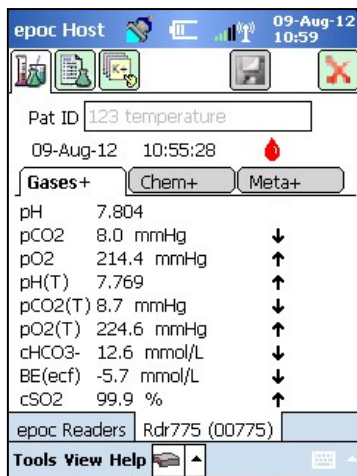 epoc Host 09-Aug-12
10:59
K+
Pat ID 123 temperature
09-Aug-12 10:55:28
Gases+ Chem+ Meta+
pH 7.804
pCO2 8.0 mmHg ↓
pO2 214.4 mmHg ↑
pH(T) 7.769 ↑
pCO2(T) 8.7 mmHg ↓
pO2(T) 224.6 mmHg ↑
cHCO3- 12.6 mmol/L ↓
BE(ecf) -5.7 mmol/L ↓
cSO2 99.9 % ↑
epoc Readers Rdr775 (00775)
Tools View Help